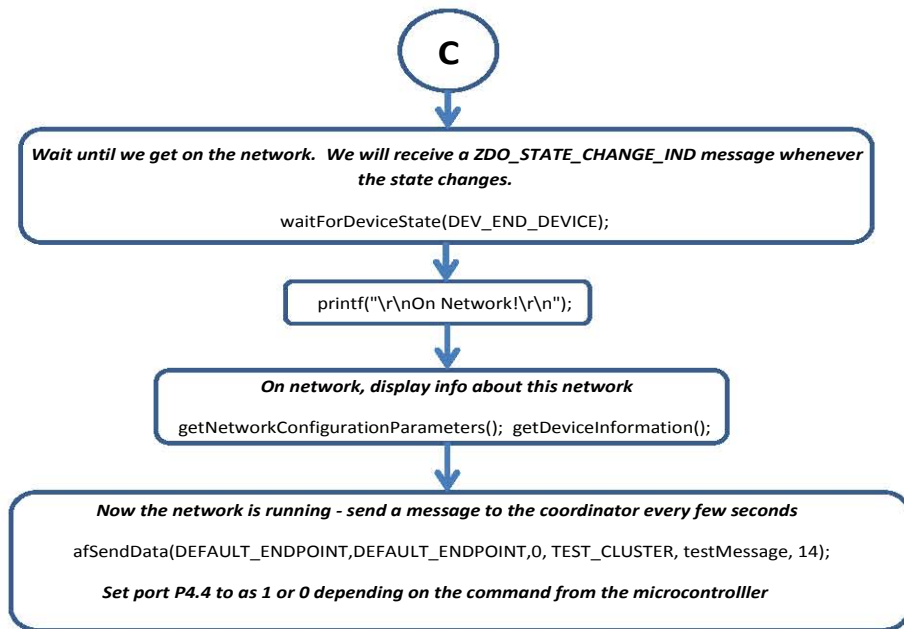 C
Wait until we get on the network. We will receive a ZDO_STATE_CHANGE_IND message whenever
the state changes.
waitForDeviceState(DEV_END_DEVICE);
printf("\r\nOn Network!\r\n");
On network, display info about this network
getNetworkConfigurationParameters(); getDeviceInformation();
Now the network is running - send a message to the coordinator every few seconds
afSendData(DEFAULT_ENDPOINT,DEFAULT_ENDPOINT,0, TEST_CLUSTER, testMessage, 14);
Set port P4.4 to as 1 or 0 depending on the command from the microcontrolller